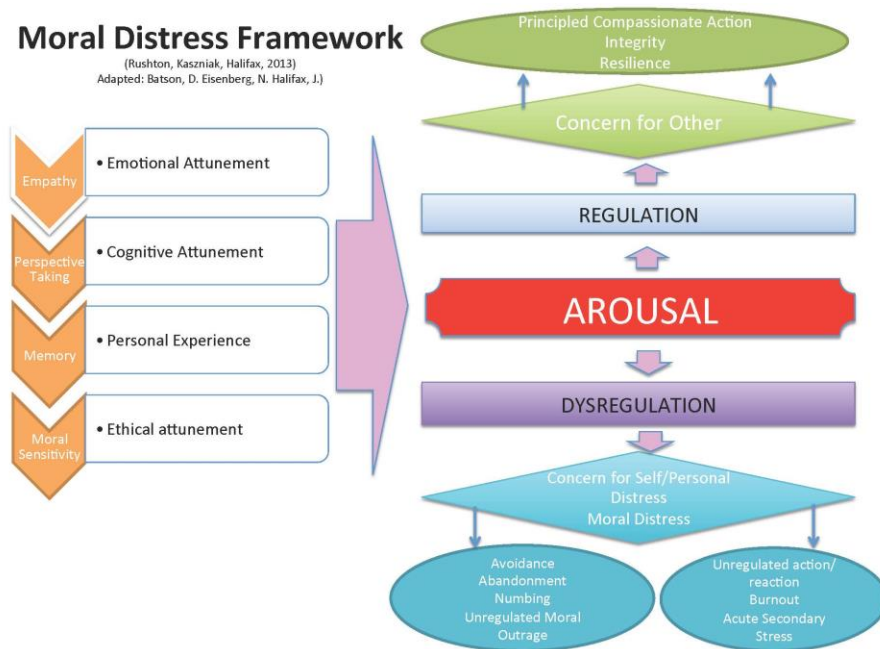 Moral Distress Framework
(Rushton, Kaszniak, Halifax, 2013)
Adapted: Batson, D. Eisenberg, N. Halifax, J.)
Empathy
• Emotional Attunement
Perspective
Taking
• Cognitive Attunement
Memory
• Personal Experience
Moral
Sensitivity
• Ethical attunement
Principled Compassionate Action
Integrity
Resilience
Concern for Other
REGULATION
AROUSAL
DYSREGULATION
Concern for Self/Personal
Distress
Moral Distress
Avoidance
Abandonment
Numbing
Unregulated Moral
Outrage
Unregulated action/
reaction
Burnout
Acute Secondary
Stress